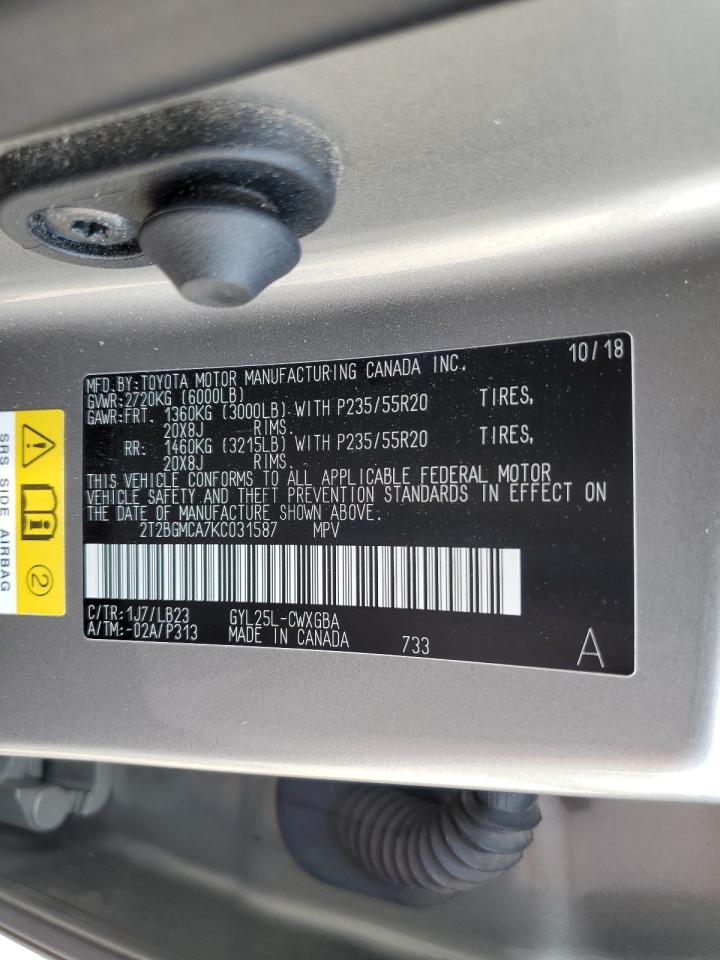 10/18
MFD.BY:TOYOTA MOTOR MANUFACTURING CANADA INC.
GVWR:2720KG (6000LB)
GAWR:FRT. 1360KG (3000LB) WITH P235/55R20 TIRES,
20X8J RIMS.
RR: 1460KG (3215LB) WITH P235/55R20 TIRES,
20X8J RIMS.
THIS VEHICLE CONFORMS TO ALL APPLICABLE FEDERAL MOTOR
VEHICLE SAFETY AND THEFT PREVENTION STANDARDS IN EFFECT ON
THE DATE OF MANUFACTURE SHOWN ABOVE.
2T2BGMCA7KC031587 MPV
C/TR:1J7/LB23 GYL25L-CWXGBA
A/TM:-02A/P313 MADE IN CANADA 733
A
SRS SIDE AIRBAG
2